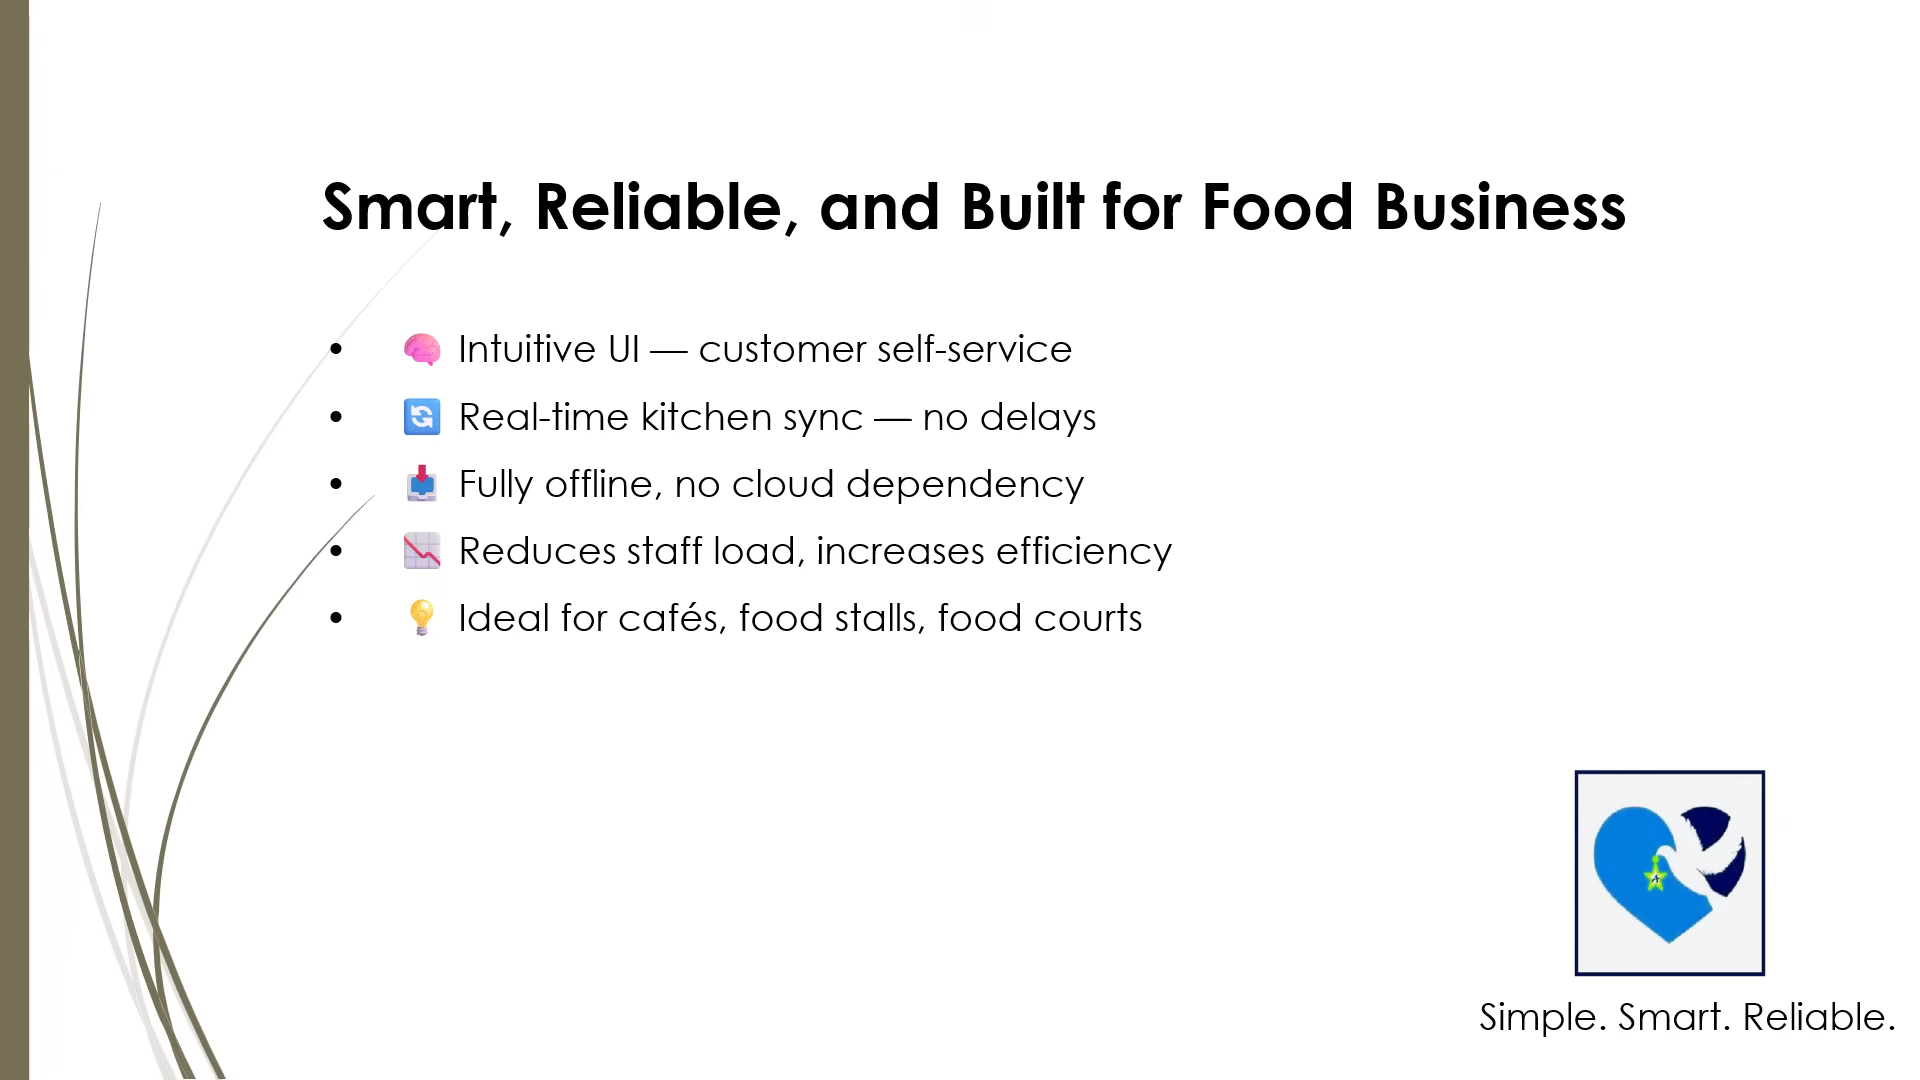 Smart, Reliable, and Built for Food Business
• 🧠 Intuitive UI — customer self-service
• 🔄 Real-time kitchen sync — no delays
• 📥 Fully offline, no cloud dependency
• 📉 Reduces staff load, increases efficiency
• 💡 Ideal for cafés, food stalls, food courts
Simple. Smart. Reliable.